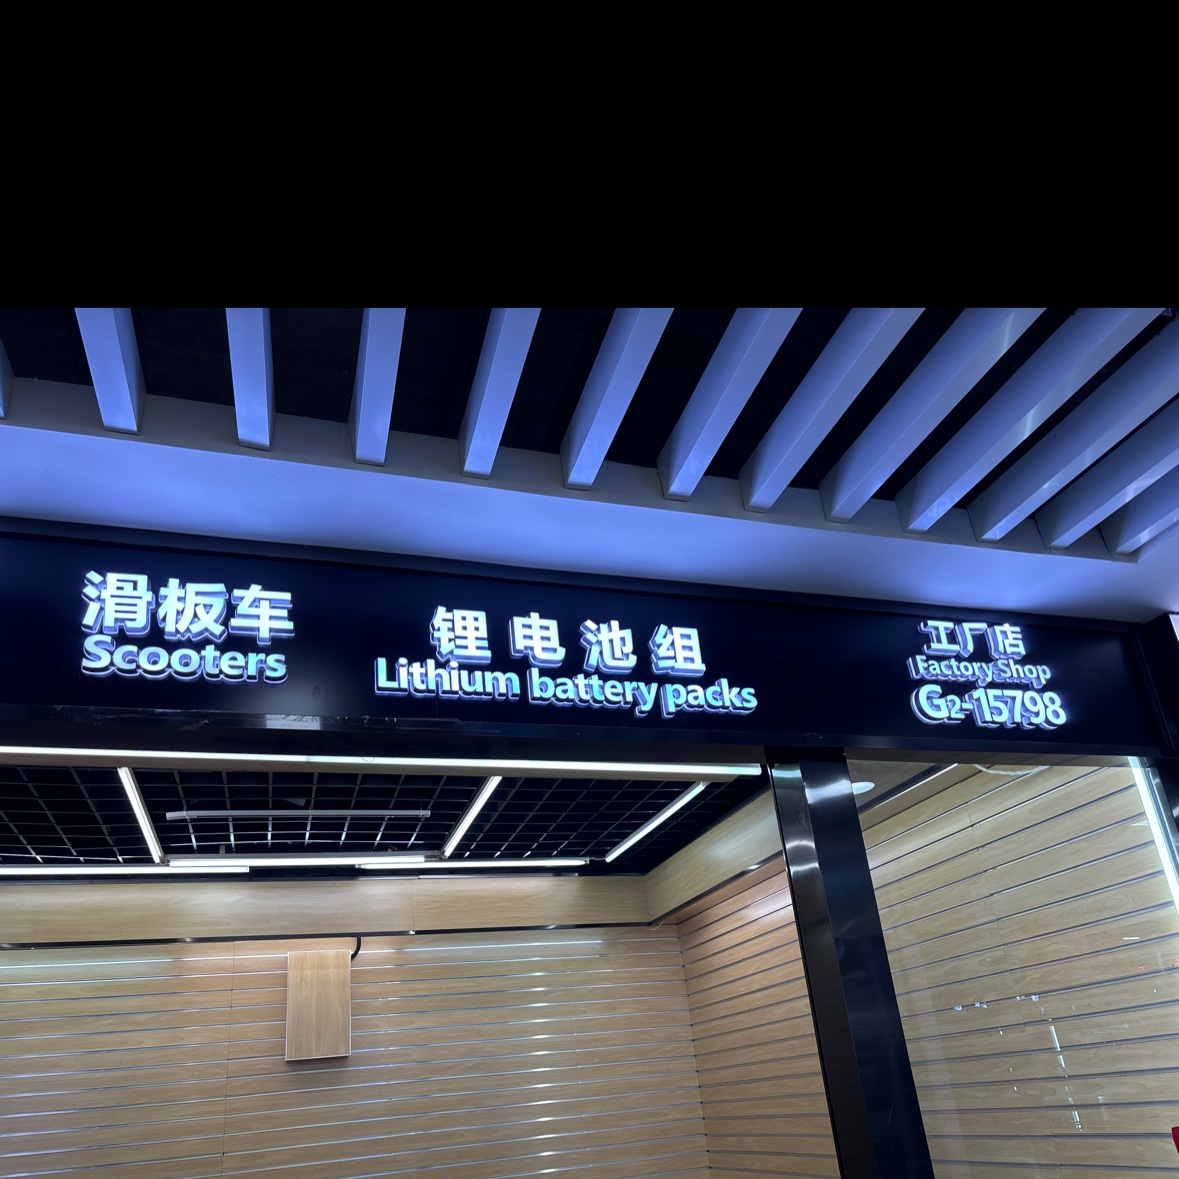 滑板车
Scooters
锂电池组
Lithium battery packs
工厂店
Factory Shop
G2-15798